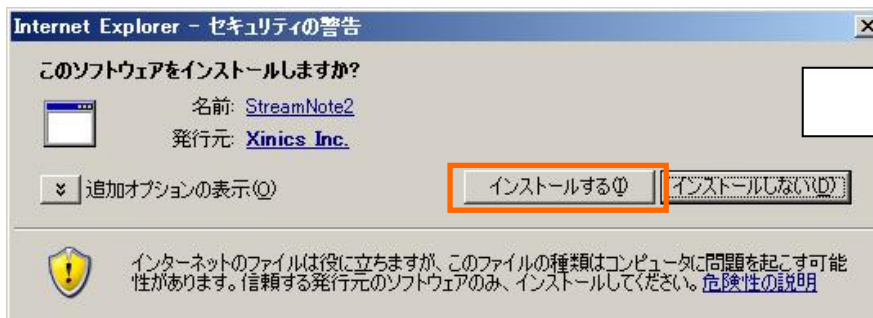 Internet Explorer - セキュリティの警告
このソフトウェアをインストールしますか?
名前: StreamNote2
発行元: Xinics Inc.
追加オプションの表示(O)
インストールする(I)
インストールしない(D)
インターネットのファイルは役に立ちますが、このファイルの種類はコンピュータに問題を起こす可能
性があります。信頼する発行元のソフトウェアのみ、インストールしてください。危険性の説明